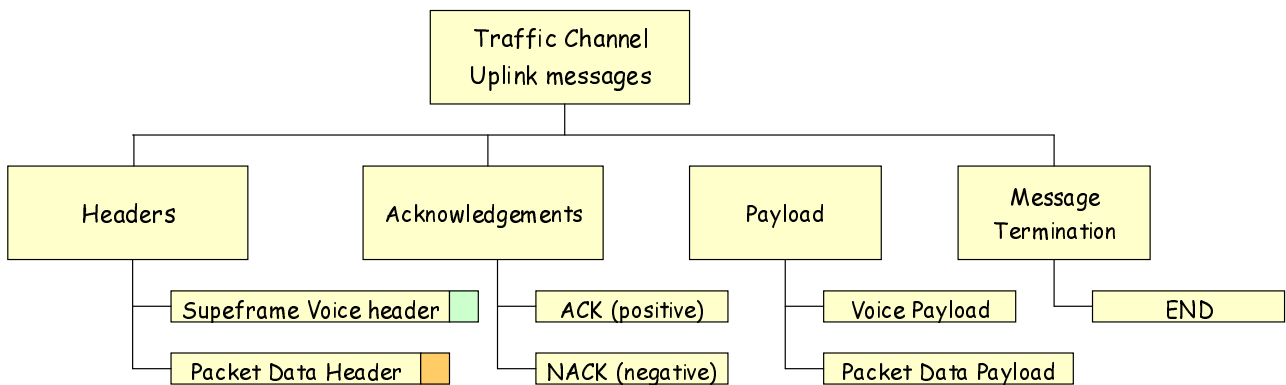 Traffic Channel
Uplink messages
Headers
Acknowledgements
Payload
Message
Termination
Supeframe Voice header
ACK (positive)
Voice Payload
END
Packet Data Header
NACK (negative)
Packet Data Payload